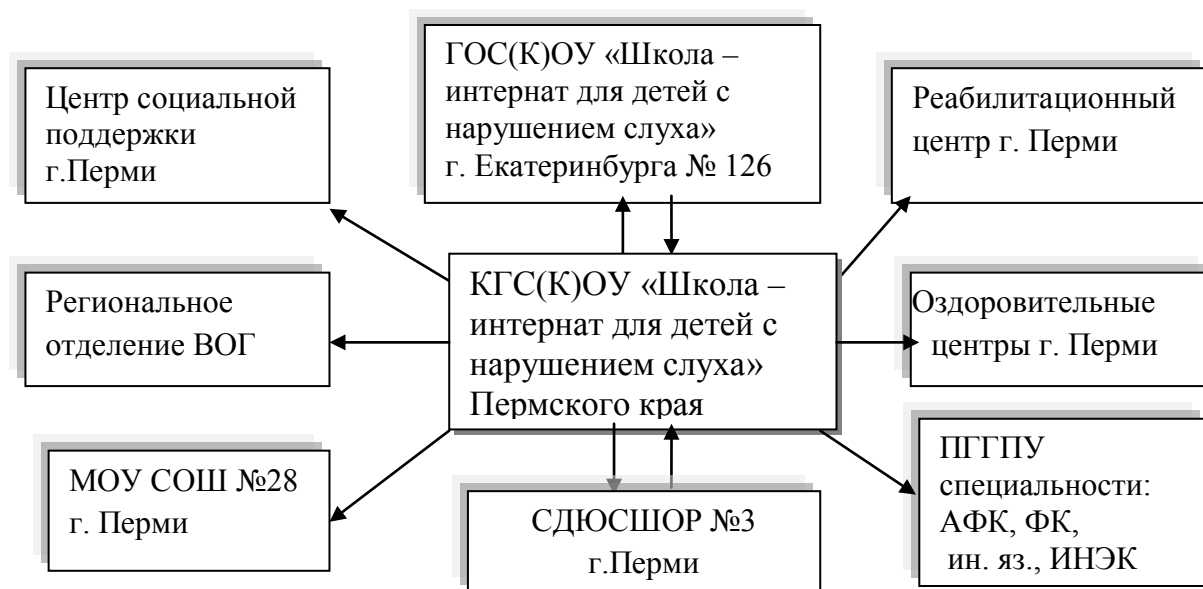 Центр социальной
поддержки
г.Перми
ГОС(К)ОУ «Школа –
интернат для детей с
нарушением слуха»
г. Екатеринбурга № 126
Реабилитационный
центр г. Перми
Региональное
отделение ВОГ
КГС(К)ОУ «Школа –
интернат для детей с
нарушением слуха»
Пермского края
Оздоровительные
центры г. Перми
МОУ СОШ №28
г. Перми
СДЮСШОР №3
г.Перми
ПГГПУ
специальности:
АФК, ФК,
ин. яз., ИНЭК